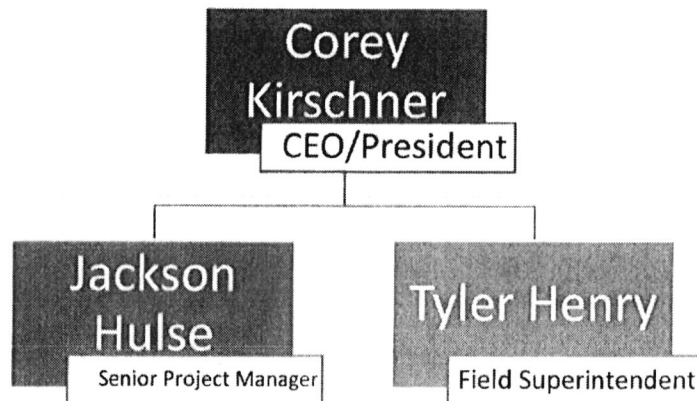 Corey
Kirschner
CEO/President
Jackson
Hulse
Senior Project Manager
Tyler Henry
Field Superintendent